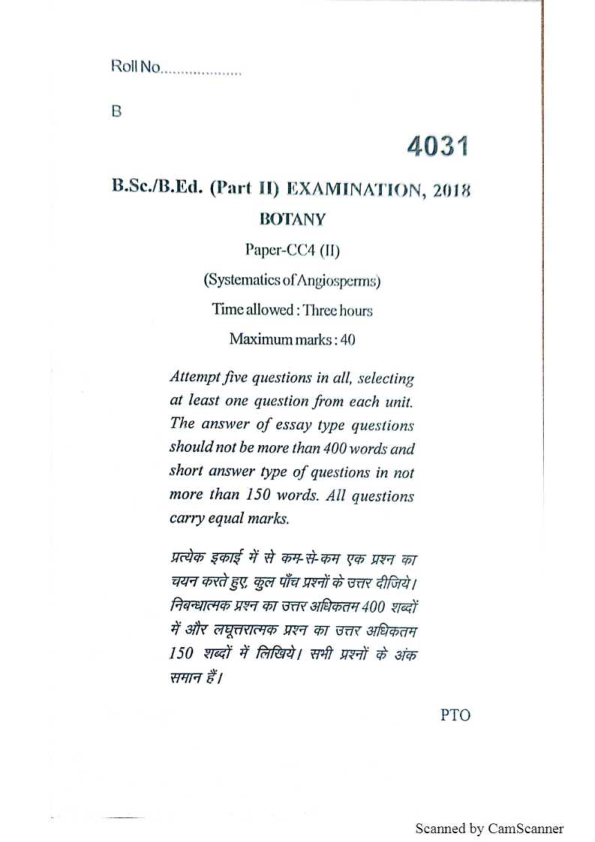 Roll No.....................
B
4031
B.Sc./B.Ed. (Part II) EXAMINATION, 2018
BOTANY
Paper-CC4 (II)
(Systematics of Angiosperms)
Time allowed : Three hours
Maximum marks : 40
Attempt five questions in all, selecting
at least one question from each unit.
The answer of essay type questions
should not be more than 400 words and
short answer type of questions in not
more than 150 words. All questions
carry equal marks.
प्रत्येक इकाई में से कम-से-कम एक प्रश्न का
चयन करते हुए, कुल पाँच प्रश्नों के उत्तर दीजिये।
निबन्धात्मक प्रश्न का उत्तर अधिकतम 400 शब्दों
में और लघूत्तरात्मक प्रश्न का उत्तर अधिकतम
150 शब्दों में लिखिये। सभी प्रश्नों के अंक
समान हैं।
PTO
Scanned by CamScanner